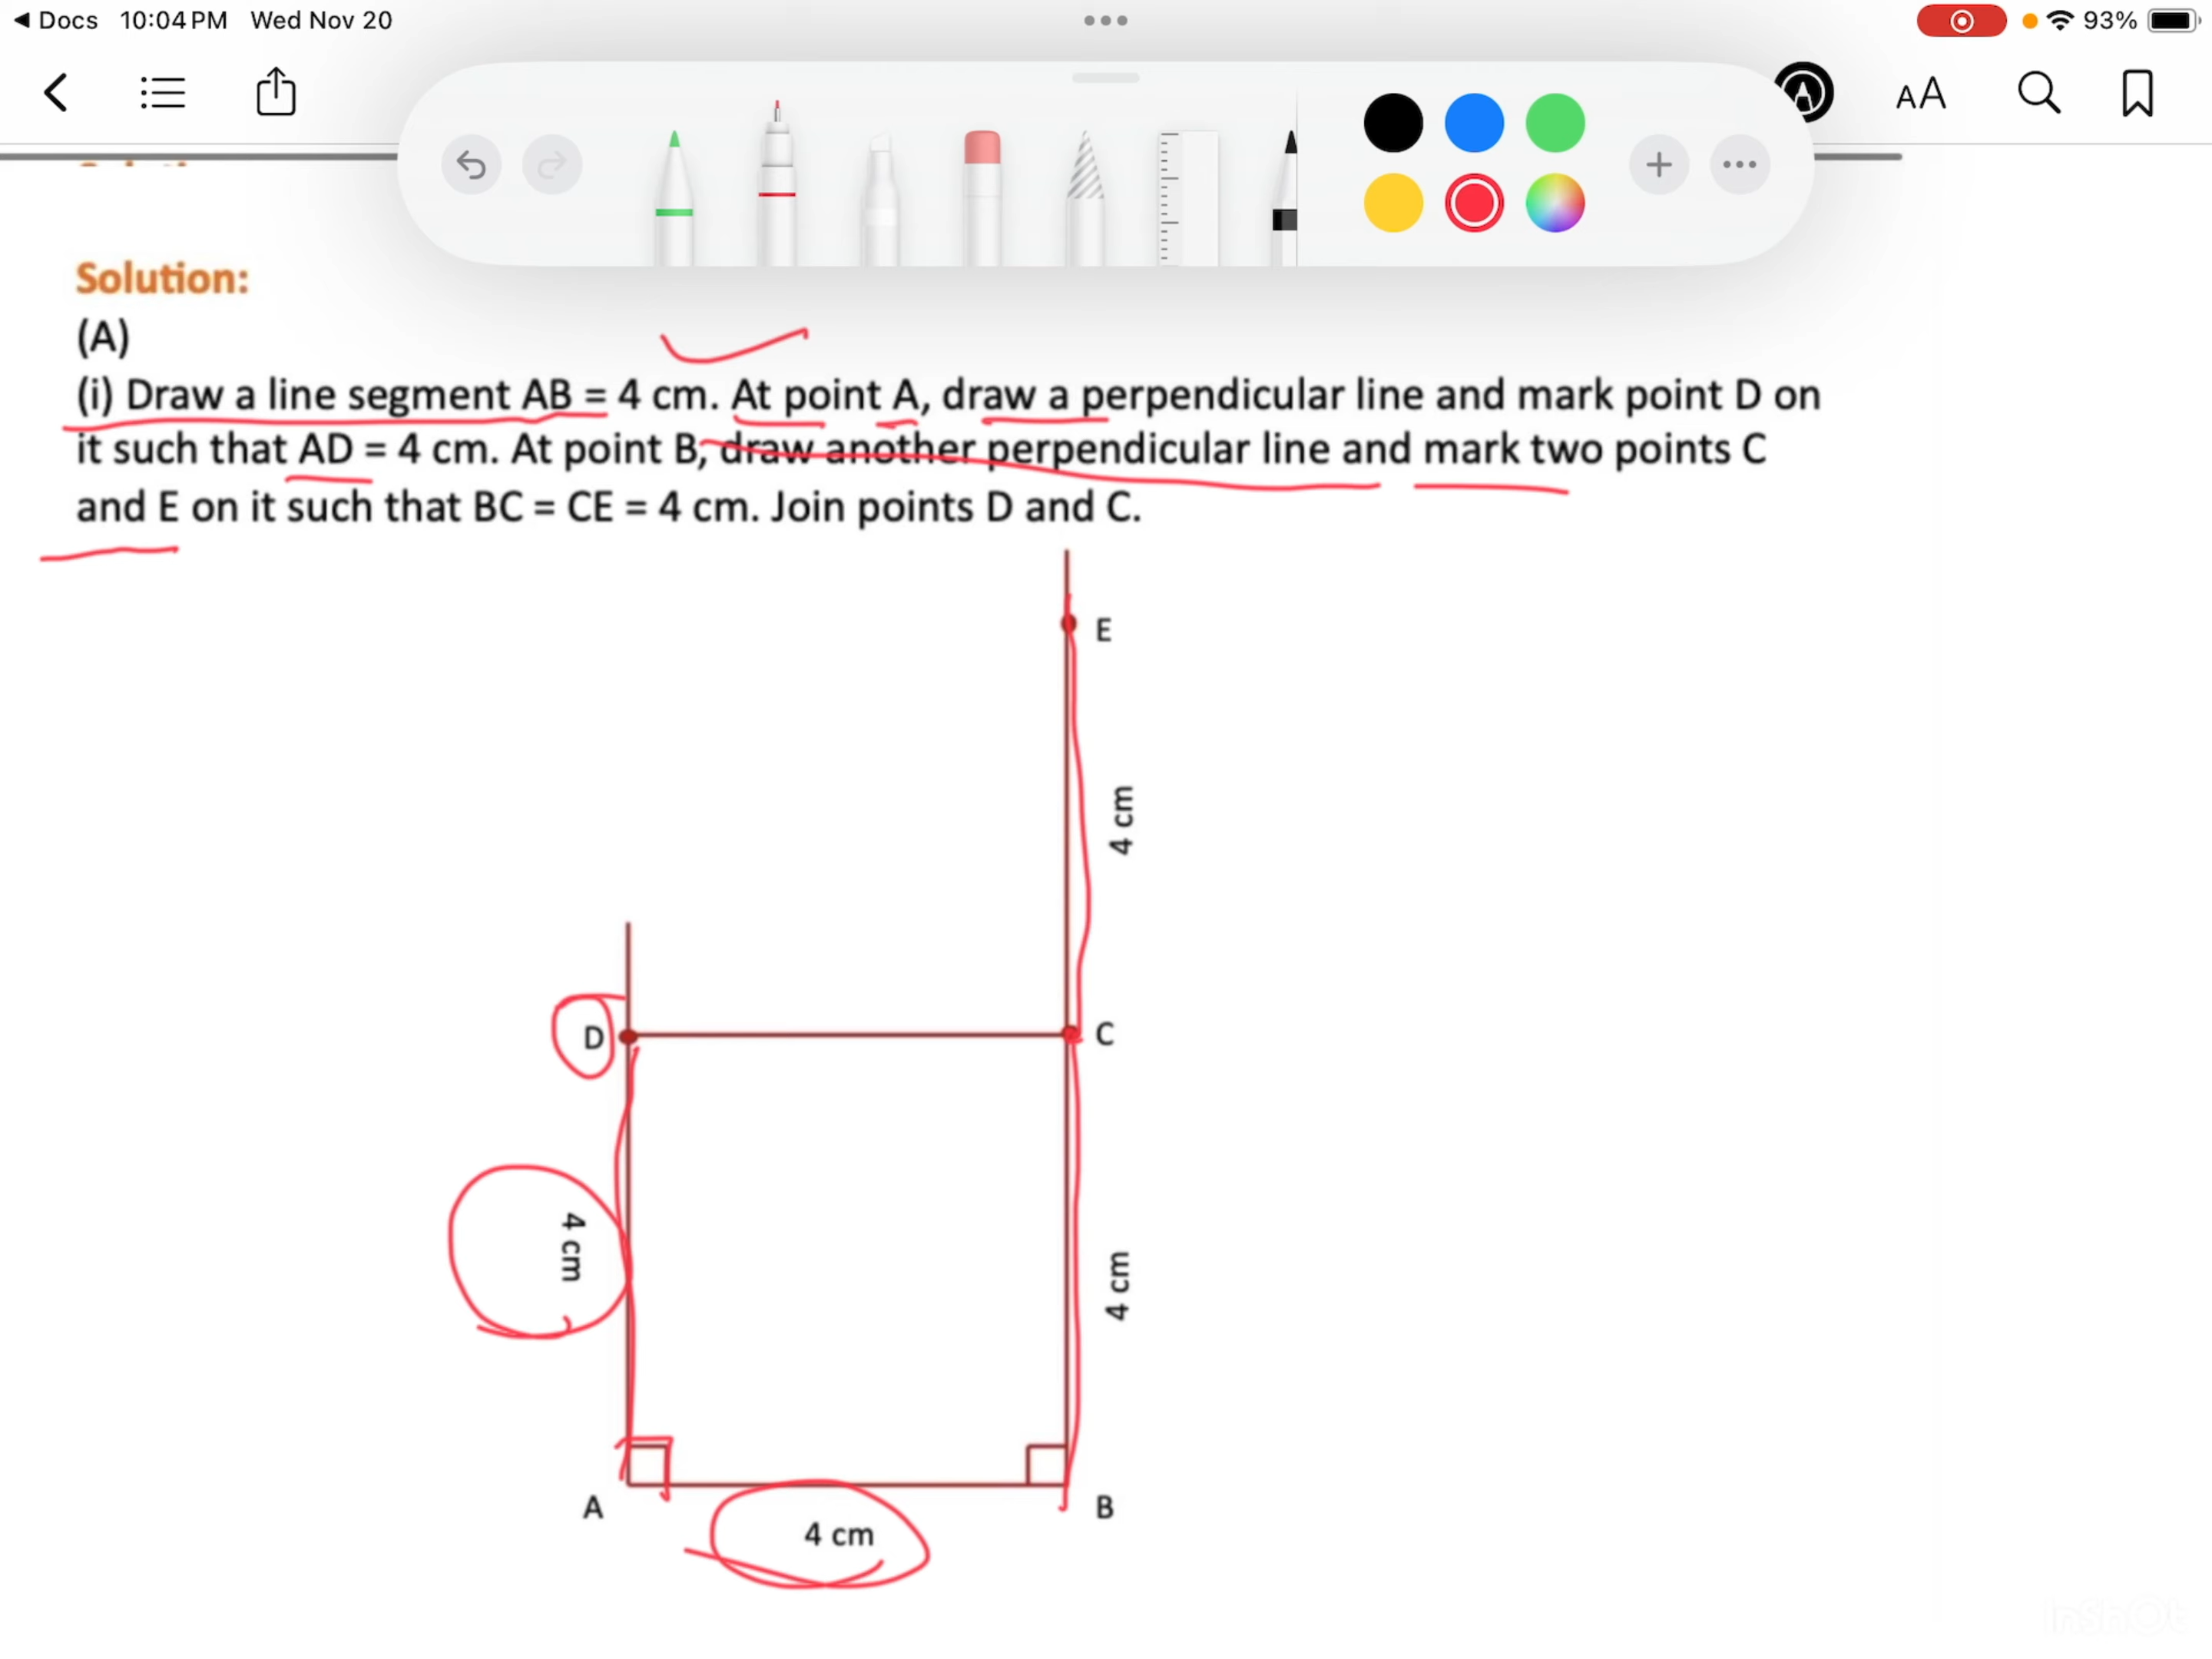 Docs 10:04 PM Wed Nov 20
93%
AA
Solution:
(A)
(i) Draw a line segment AB = 4 cm. At point A, draw a perpendicular line and mark point D on
it such that AD = 4 cm. At point B, draw another perpendicular line and mark two points C
and E on it such that BC = CE = 4 cm. Join points D and C.
E
4 cm
D
C
4 cm
4 cm
A
B
4 cm
InShot